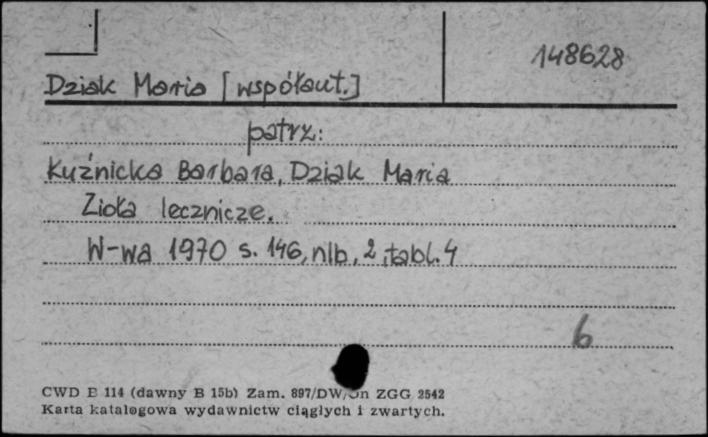 148628
Dziak Maria [współaut.]
patrz:
Kuźnicka Barbara, Dziak Maria
Zioła lecznicze.
W-wa 1970 s. 146, nlb, 2, tabl. 4
6
CWD E 114 (dawny B 15b) Zam. 897/DW/ ZGG 2542
Karta katalogowa wydawnictw ciągłych i zwartych.